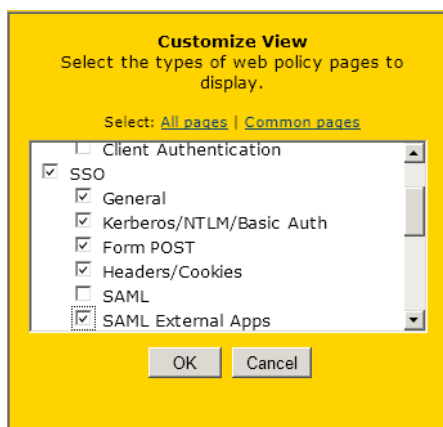 Customize View
Select the types of web policy pages to
display.
Select: All pages | Common pages
Client Authentication
SSO
General
Kerberos/NTLM/Basic Auth
Form POST
Headers/Cookies
SAML
SAML External Apps
OK Cancel